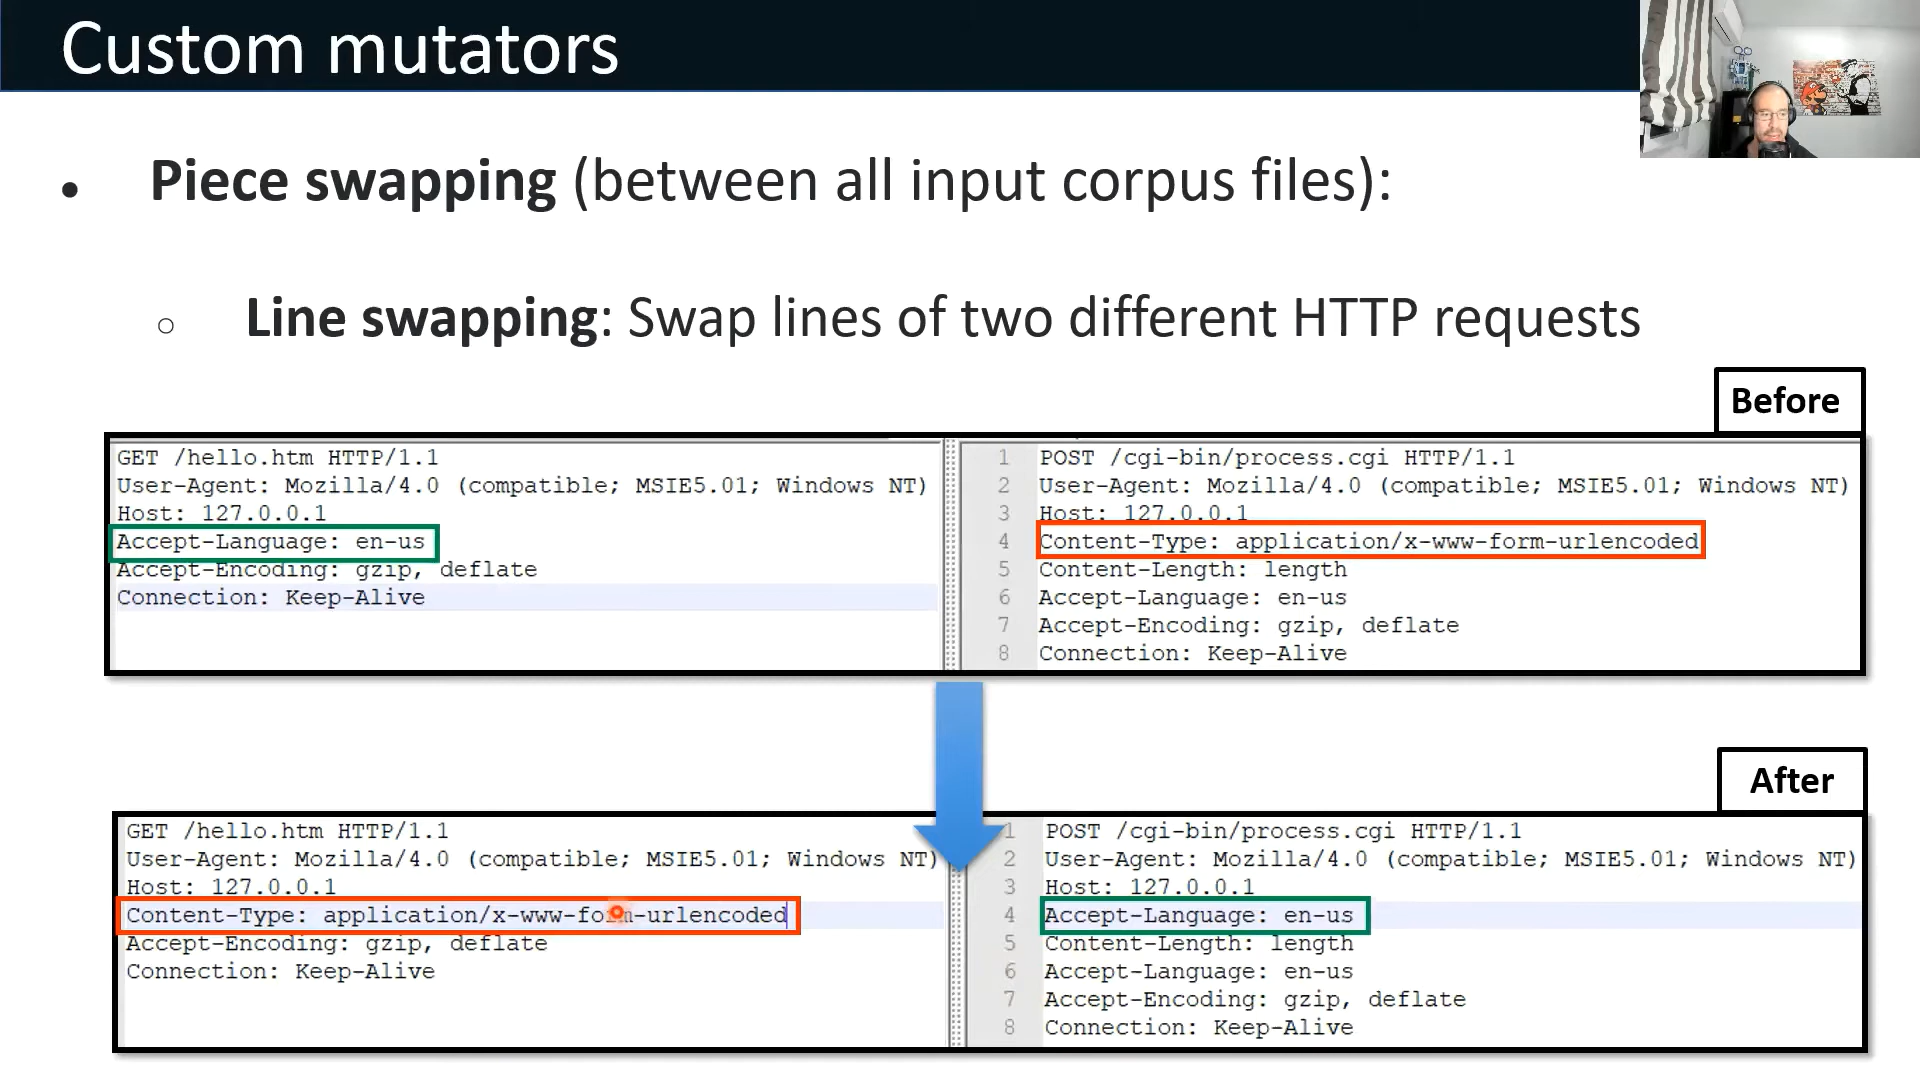 Custom mutators
• Piece swapping (between all input corpus files):
○ Line swapping: Swap lines of two different HTTP requests
Before
GET /hello.htm HTTP/1.1
User-Agent: Mozilla/4.0 (compatible; MSIE5.01; Windows NT)
Host: 127.0.0.1
Accept-Language: en-us
Accept-Encoding: gzip, deflate
Connection: Keep-Alive
1 POST /cgi-bin/process.cgi HTTP/1.1
2 User-Agent: Mozilla/4.0 (compatible; MSIE5.01; Windows NT)
3 Host: 127.0.0.1
4 Content-Type: application/x-www-form-urlencoded
5 Content-Length: length
6 Accept-Language: en-us
7 Accept-Encoding: gzip, deflate
8 Connection: Keep-Alive
After
GET /hello.htm HTTP/1.1
User-Agent: Mozilla/4.0 (compatible; MSIE5.01; Windows NT)
Host: 127.0.0.1
Content-Type: application/x-www-form-urlencoded
Accept-Encoding: gzip, deflate
Connection: Keep-Alive
1 POST /cgi-bin/process.cgi HTTP/1.1
2 User-Agent: Mozilla/4.0 (compatible; MSIE5.01; Windows NT)
3 Host: 127.0.0.1
4 Accept-Language: en-us
5 Content-Length: length
6 Accept-Language: en-us
7 Accept-Encoding: gzip, deflate
8 Connection: Keep-Alive